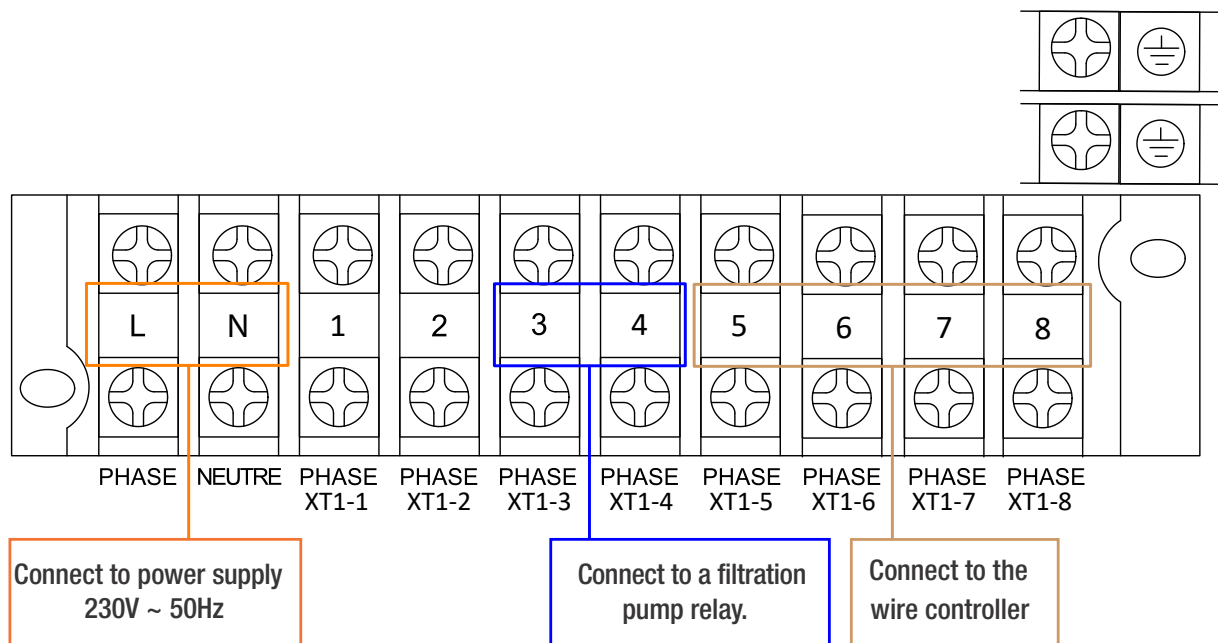 L N 1 2 3 4 5 6 7 8
PHASE NEUTRE PHASE PHASE PHASE PHASE PHASE PHASE PHASE PHASE
XT1-1 XT1-2 XT1-3 XT1-4 XT1-5 XT1-6 XT1-7 XT1-8
Connect to power supply
230V ~ 50Hz
Connect to a filtration
pump relay.
Connect to the
wire controller